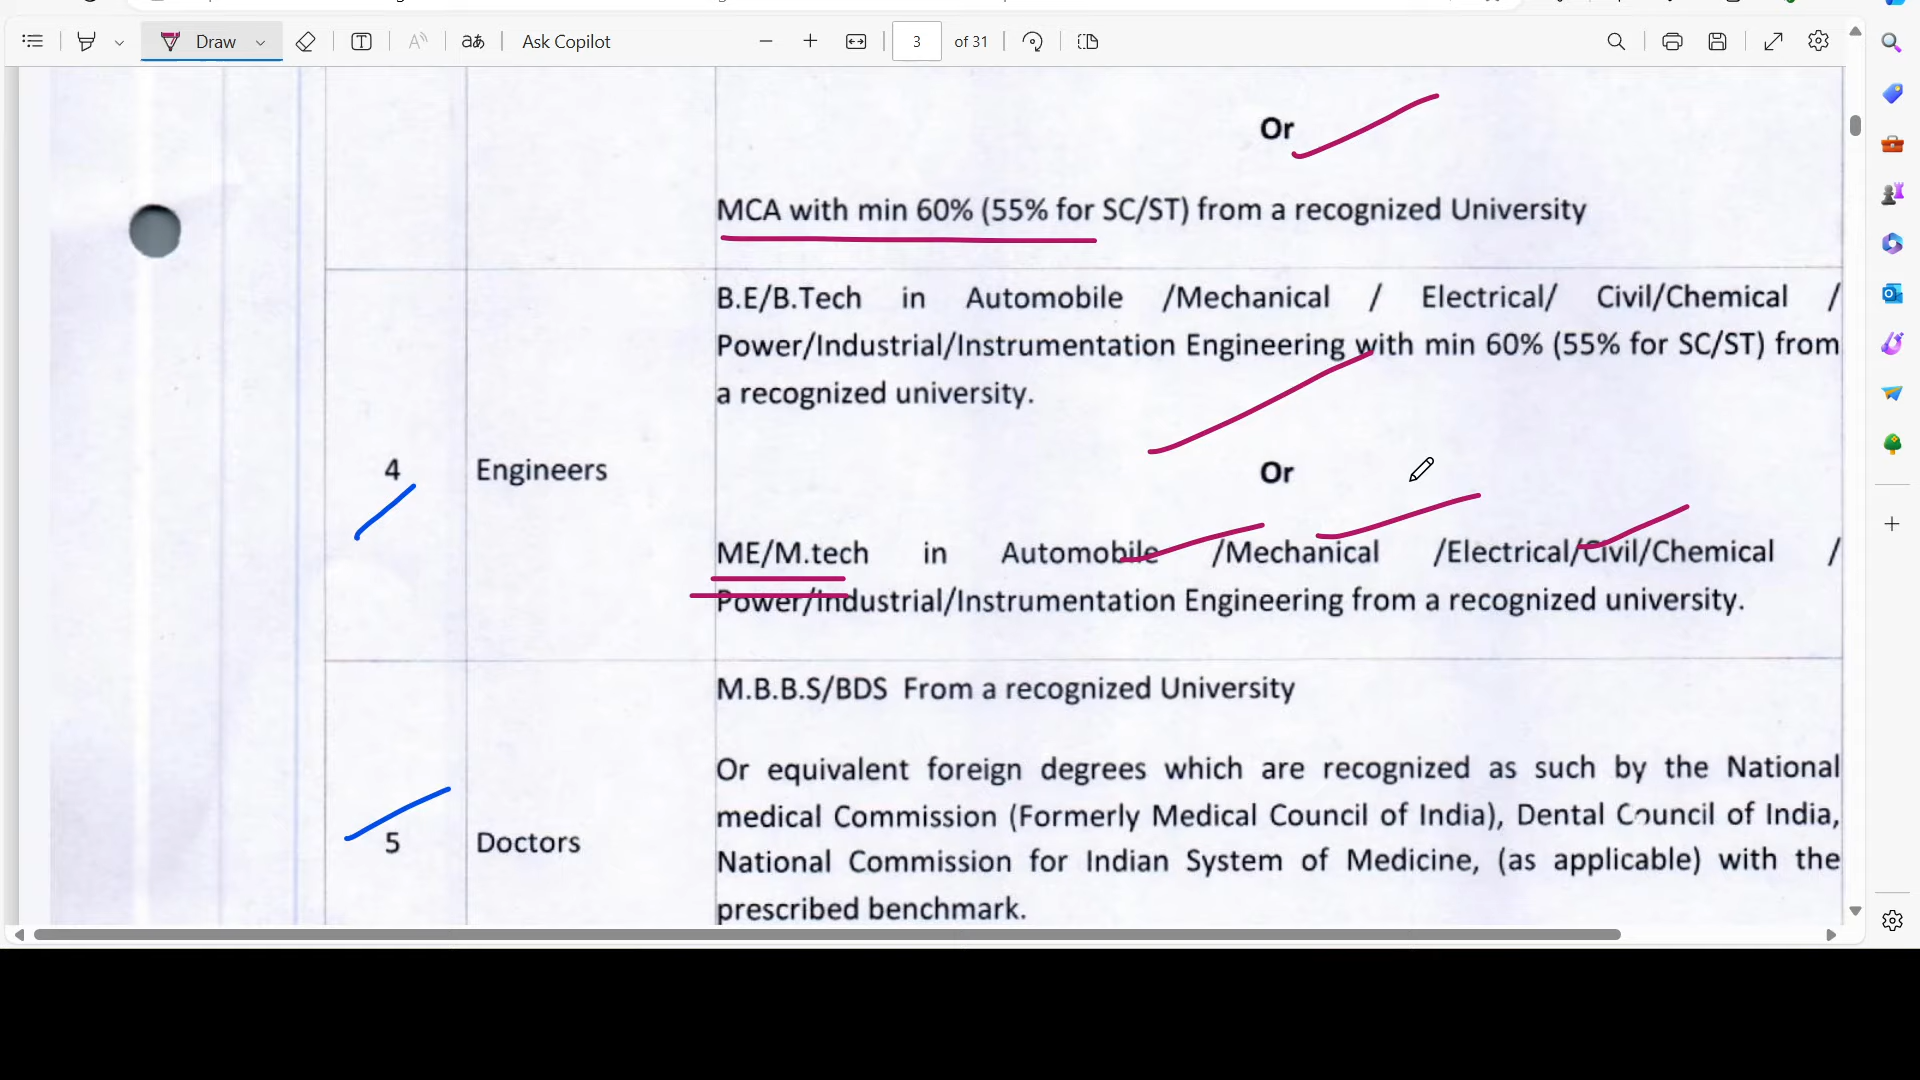 Draw
aあ
Ask Copilot
3
of 31
Or
MCA with min 60% (55% for SC/ST) from a recognized University
B.E/B.Tech in Automobile /Mechanical / Electrical/ Civil/Chemical /
Power/Industrial/Instrumentation Engineering with min 60% (55% for SC/ST) from
a recognized university.
4
Engineers
Or
ME/M.tech in Automobile /Mechanical /Electrical/Civil/Chemical /
Power/Industrial/Instrumentation Engineering from a recognized university.
M.B.B.S/BDS From a recognized University
Or equivalent foreign degrees which are recognized as such by the National
medical Commission (Formerly Medical Council of India), Dental Council of India,
5
Doctors
National Commission for Indian System of Medicine, (as applicable) with the
prescribed benchmark.